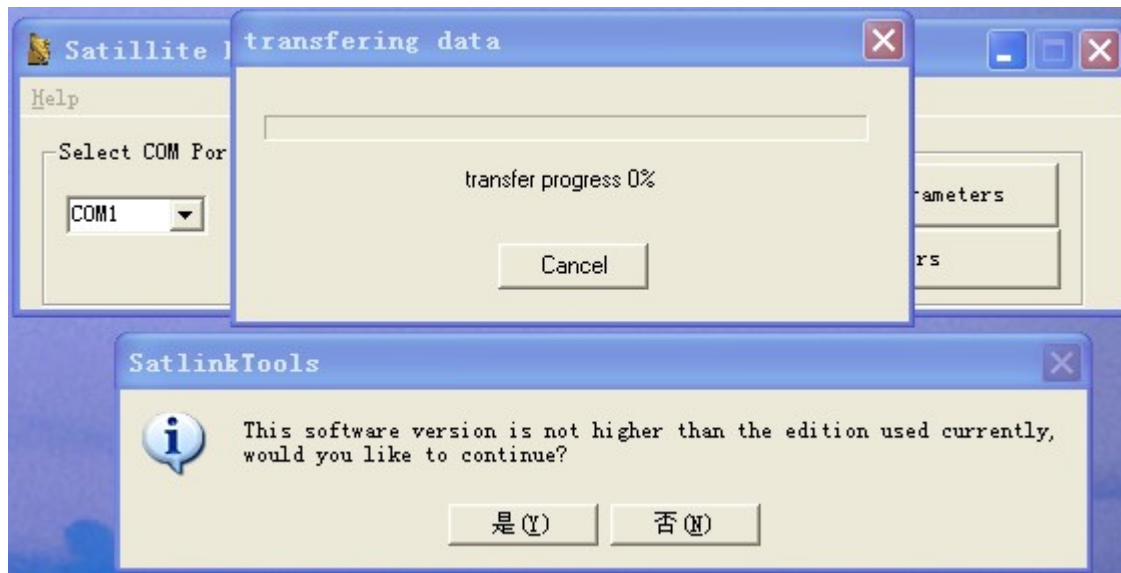 Satillite
transfering data
Help
Select COM Por
COM1
transfer progress 0%
Cancel
rameters
rs
SatlinkTools
This software version is not higher than the edition used currently,
would you like to continue?
是(Y)
否(N)